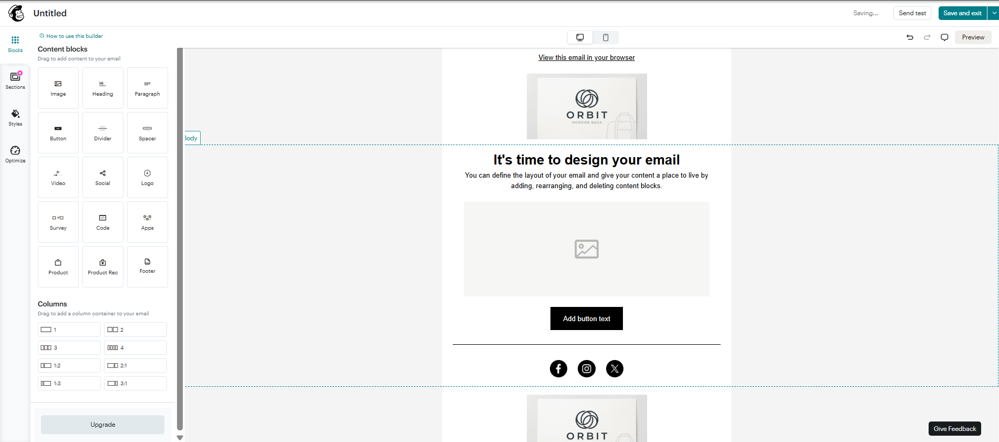 Untitled
Saving...
Send test
Save and exit
How to use this builder
Preview
Blocks
Sections
Styles
Optimize
Content blocks
Drag to add content to your email
Image
Heading
Paragraph
Button
Divider
Spacer
Video
Social
Logo
Survey
Code
Apps
Product
Product Rec
Footer
Columns
Drag to add a column container to your email
1
2
3
4
1:2
2:1
1:3
3:1
Upgrade
View this email in your browser
ORBIT
MODERN BAGS
Body
It's time to design your email
You can define the layout of your email and give your content a place to live by
adding, rearranging, and deleting content blocks.
Add button text
ORBIT
Give Feedback